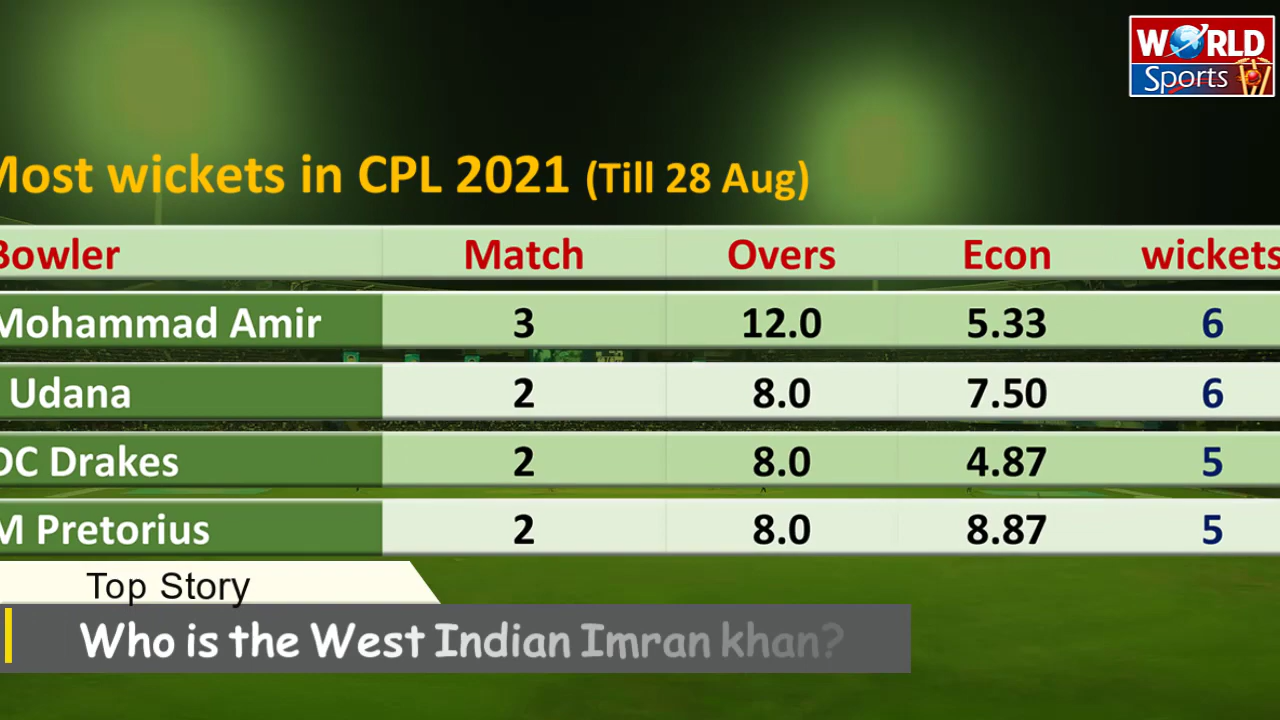 WORLD
Sports
Most wickets in CPL 2021 (Till 28 Aug)
Bowler Match Overs Econ wickets
Mohammad Amir 3 12.0 5.33 6
Udana 2 8.0 7.50 6
DC Drakes 2 8.0 4.87 5
M Pretorius 2 8.0 8.87 5
Top Story
Who is the West Indian Imran khan?